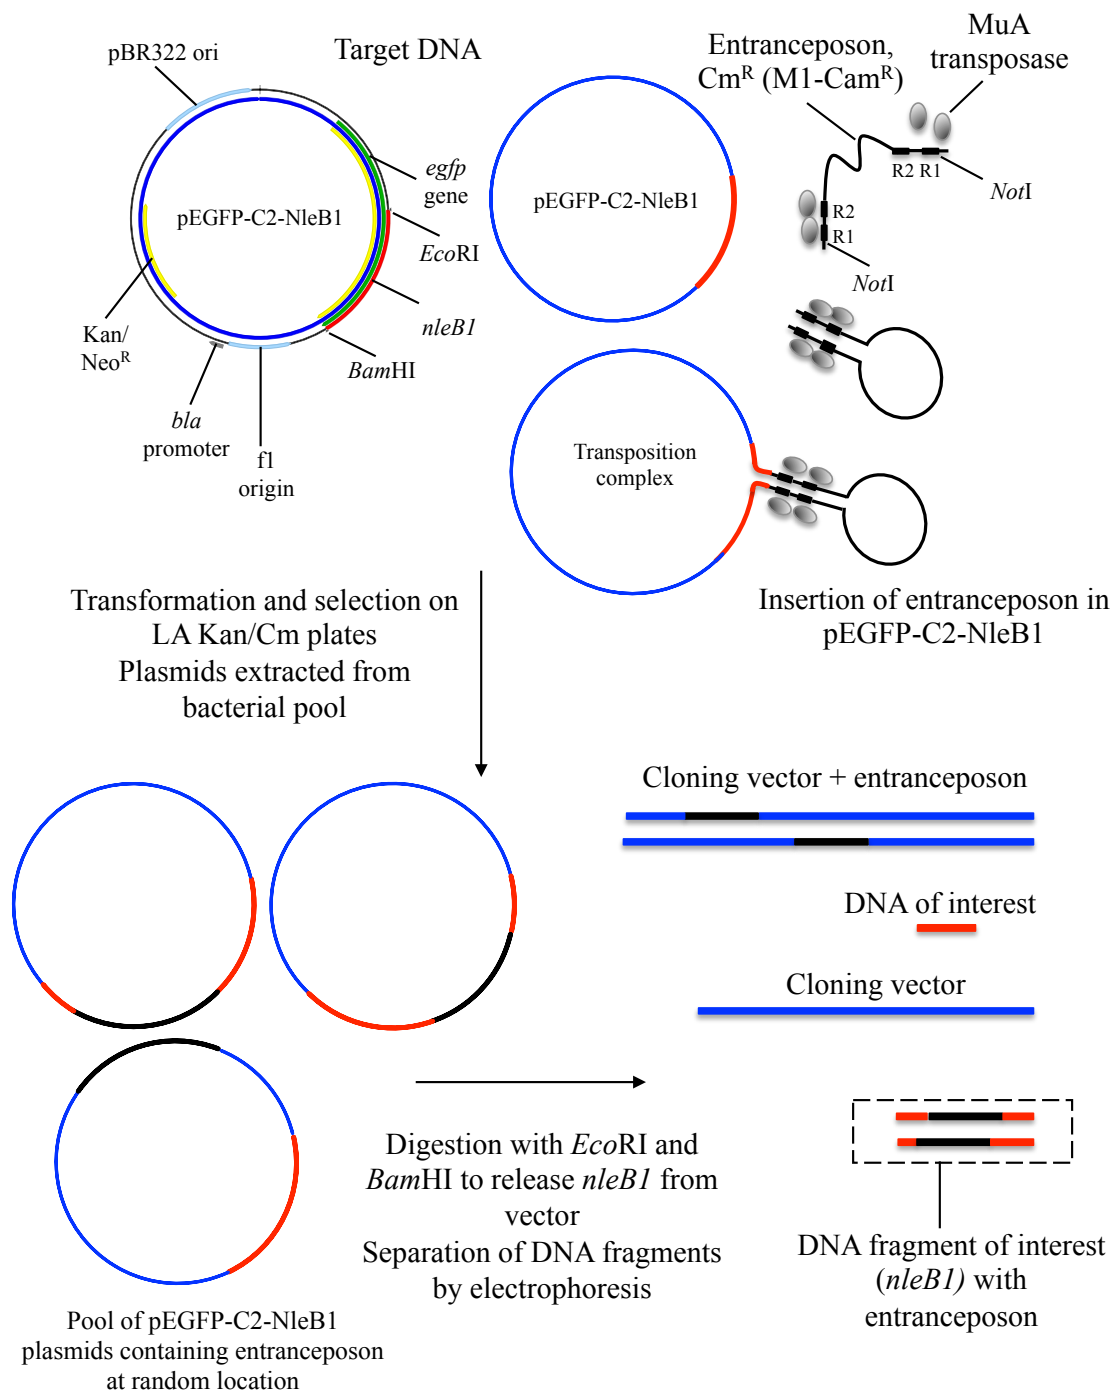 Target DNA
pBR322 ori
egfp
gene
pEGFP-C2-NleB1
EcoRI
nleB1
Kan/
Neo^R
BamHI
bla
promoter
f1
origin
pEGFP-C2-NleB1
Entranceposon,
Cm^R (M1-Cam^R)
MuA
transposase
R2 R1
NotI
R2
R1
NotI
Transposition
complex
Insertion of entranceposon in
pEGFP-C2-NleB1
Transformation and selection on
LA Kan/Cm plates
Plasmids extracted from
bacterial pool
Cloning vector + entranceposon
DNA of interest
Cloning vector
Digestion with EcoRI and
BamHI to release nleB1 from
vector
Separation of DNA fragments
by electrophoresis
DNA fragment of interest
(nleB1) with
entranceposon
Pool of pEGFP-C2-NleB1
plasmids containing entranceposon
at random location